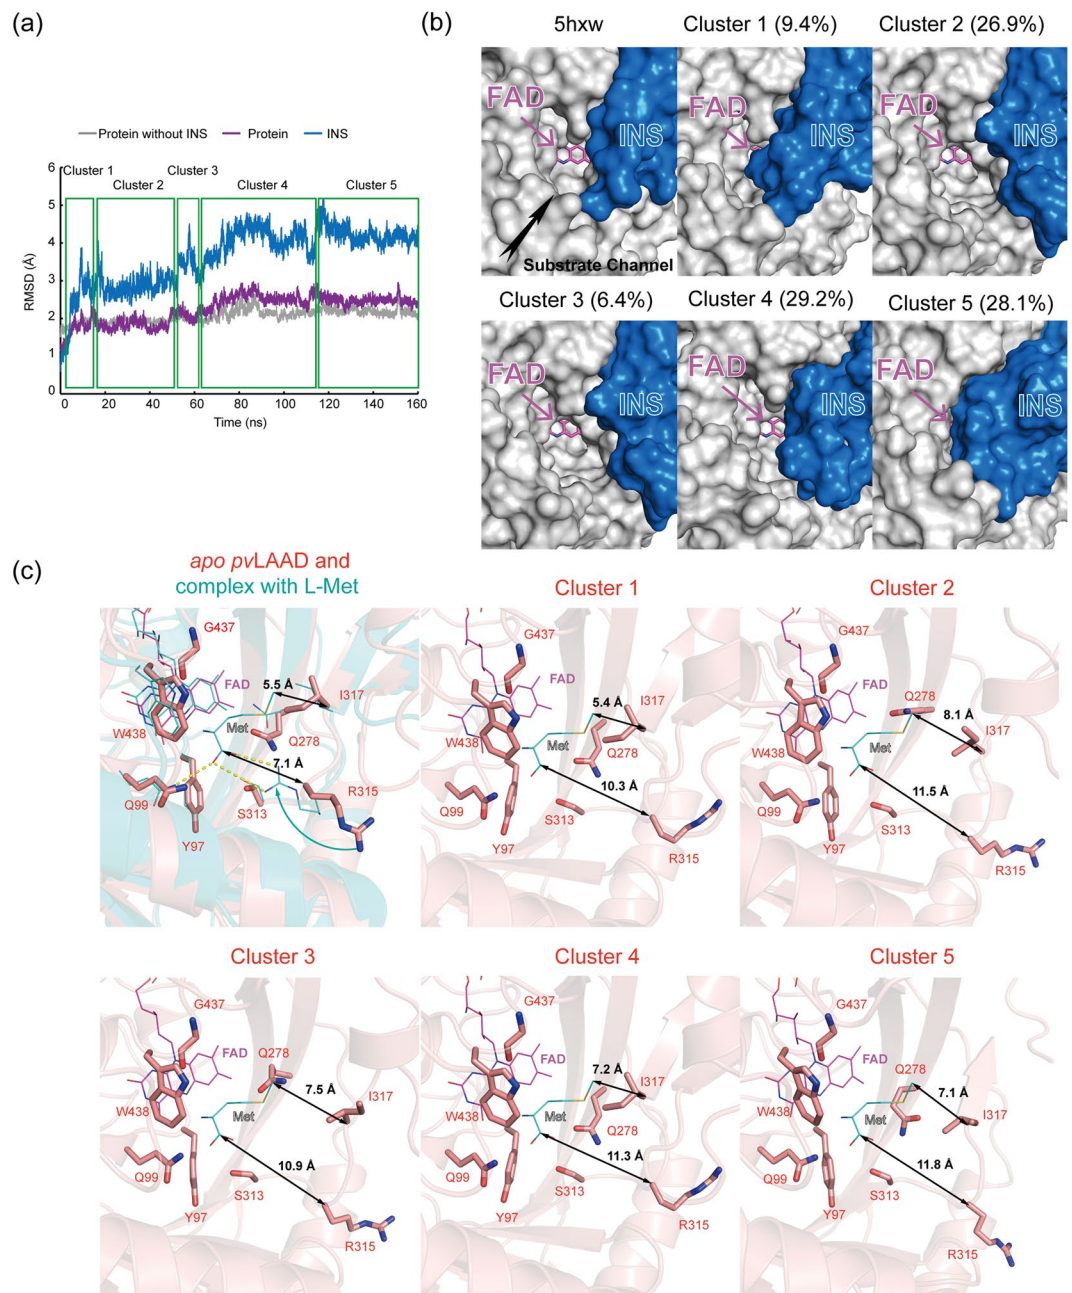 (a)
Protein without INS Protein INS
Cluster 1 Cluster 3
Cluster 2 Cluster 4 Cluster 5
6
5
4
3
2
1
0
RMSD (Å)
0 20 40 60 80 100 120 140 160
Time (ns)
(b)
5hxw Cluster 1 (9.4%) Cluster 2 (26.9%)
FAD INS
Substrate Channel
FAD INS
FAD INS
Cluster 3 (6.4%) Cluster 4 (29.2%) Cluster 5 (28.1%)
FAD INS
FAD INS
FAD INS
(c)
apo pvLAAD and
complex with L-Met
G437
FAD
5.5 Å
I317
W438
Met
Q278
7.1 Å
Q99
S313
R315
Y97
Cluster 1
G437
FAD
5.4 Å
I317
W438
Met
Q278
10.3 Å
Q99
S313
Y97
R315
Cluster 2
G437
FAD
Q278
8.1 Å
I317
W438
Met
11.5 Å
Q99
S313
Y97
R315
Cluster 3
G437
FAD
Q278
7.5 Å
I317
W438
Met
10.9 Å
Q99
S313
Y97
R315
Cluster 4
G437
FAD
7.2 Å
I317
W438
Met
Q278
11.3 Å
Q99
S313
Y97
R315
Cluster 5
G437
FAD
Q278
7.1 Å
I317
W438
Met
11.8 Å
Q99
S313
Y97
R315